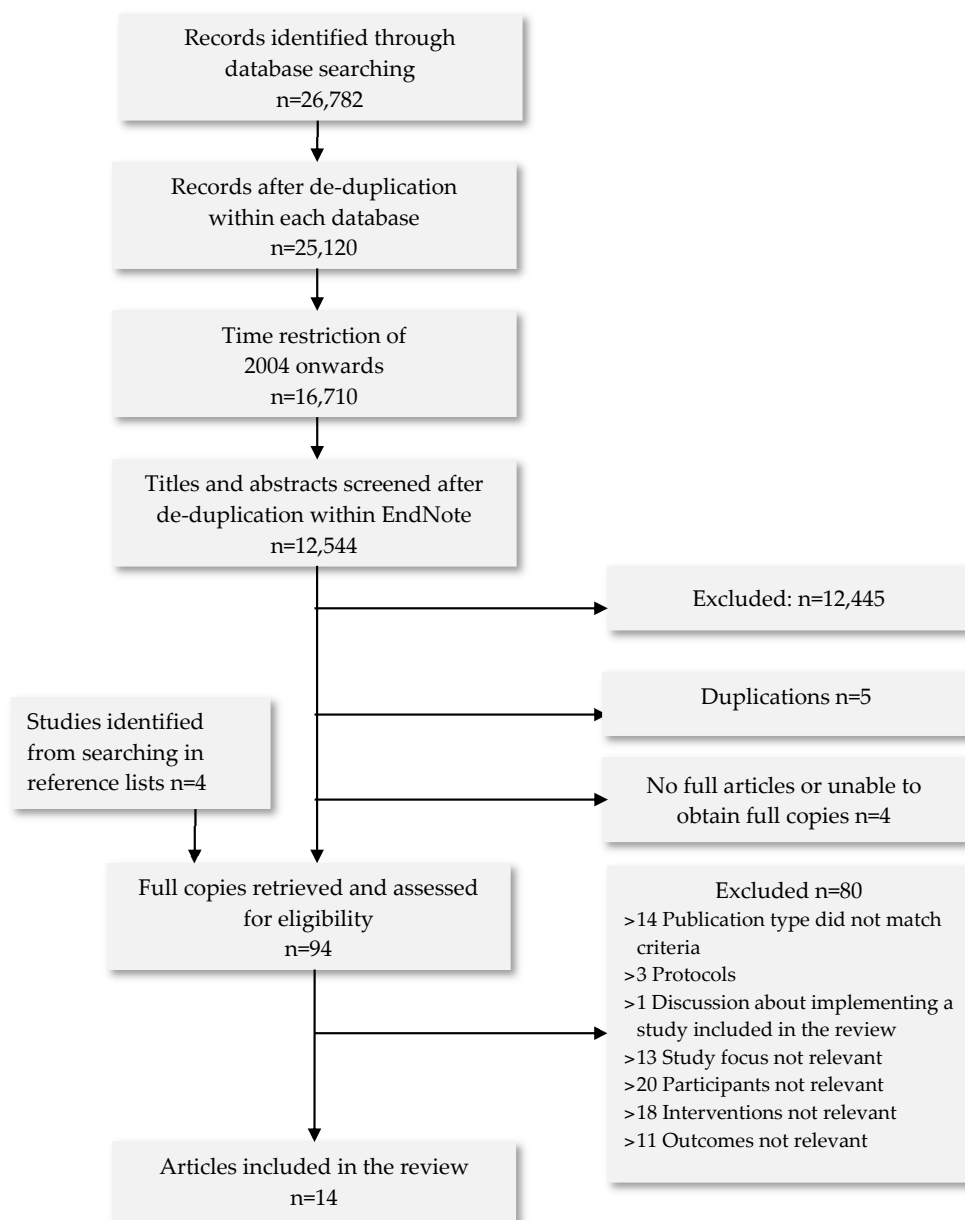 Records identified through
database searching
n=26,782
Records after de-duplication
within each database
n=25,120
Time restriction of
2004 onwards
n=16,710
Titles and abstracts screened after
de-duplication within EndNote
n=12,544
Excluded: n=12,445
Duplications n=5
Studies identified
from searching in
reference lists n=4
No full articles or unable to
obtain full copies n=4
Full copies retrieved and assessed
for eligibility
n=94
Excluded n=80
>14 Publication type did not match
criteria
>3 Protocols
>1 Discussion about implementing a
study included in the review
>13 Study focus not relevant
>20 Participants not relevant
>18 Interventions not relevant
>11 Outcomes not relevant
Articles included in the review
n=14